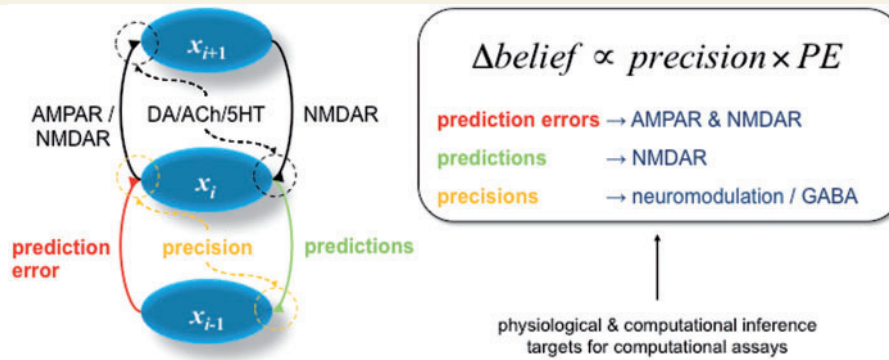 x_{i+1}
AMPAR /
NMDAR
DA/ACh/5HT
NMDAR
x_i
prediction
error
precision
predictions
x_{i-1}
Δbelief ∝ precision × PE
prediction errors → AMPAR & NMDAR
predictions → NMDAR
precisions → neuromodulation / GABA
physiological & computational inference
targets for computational assays